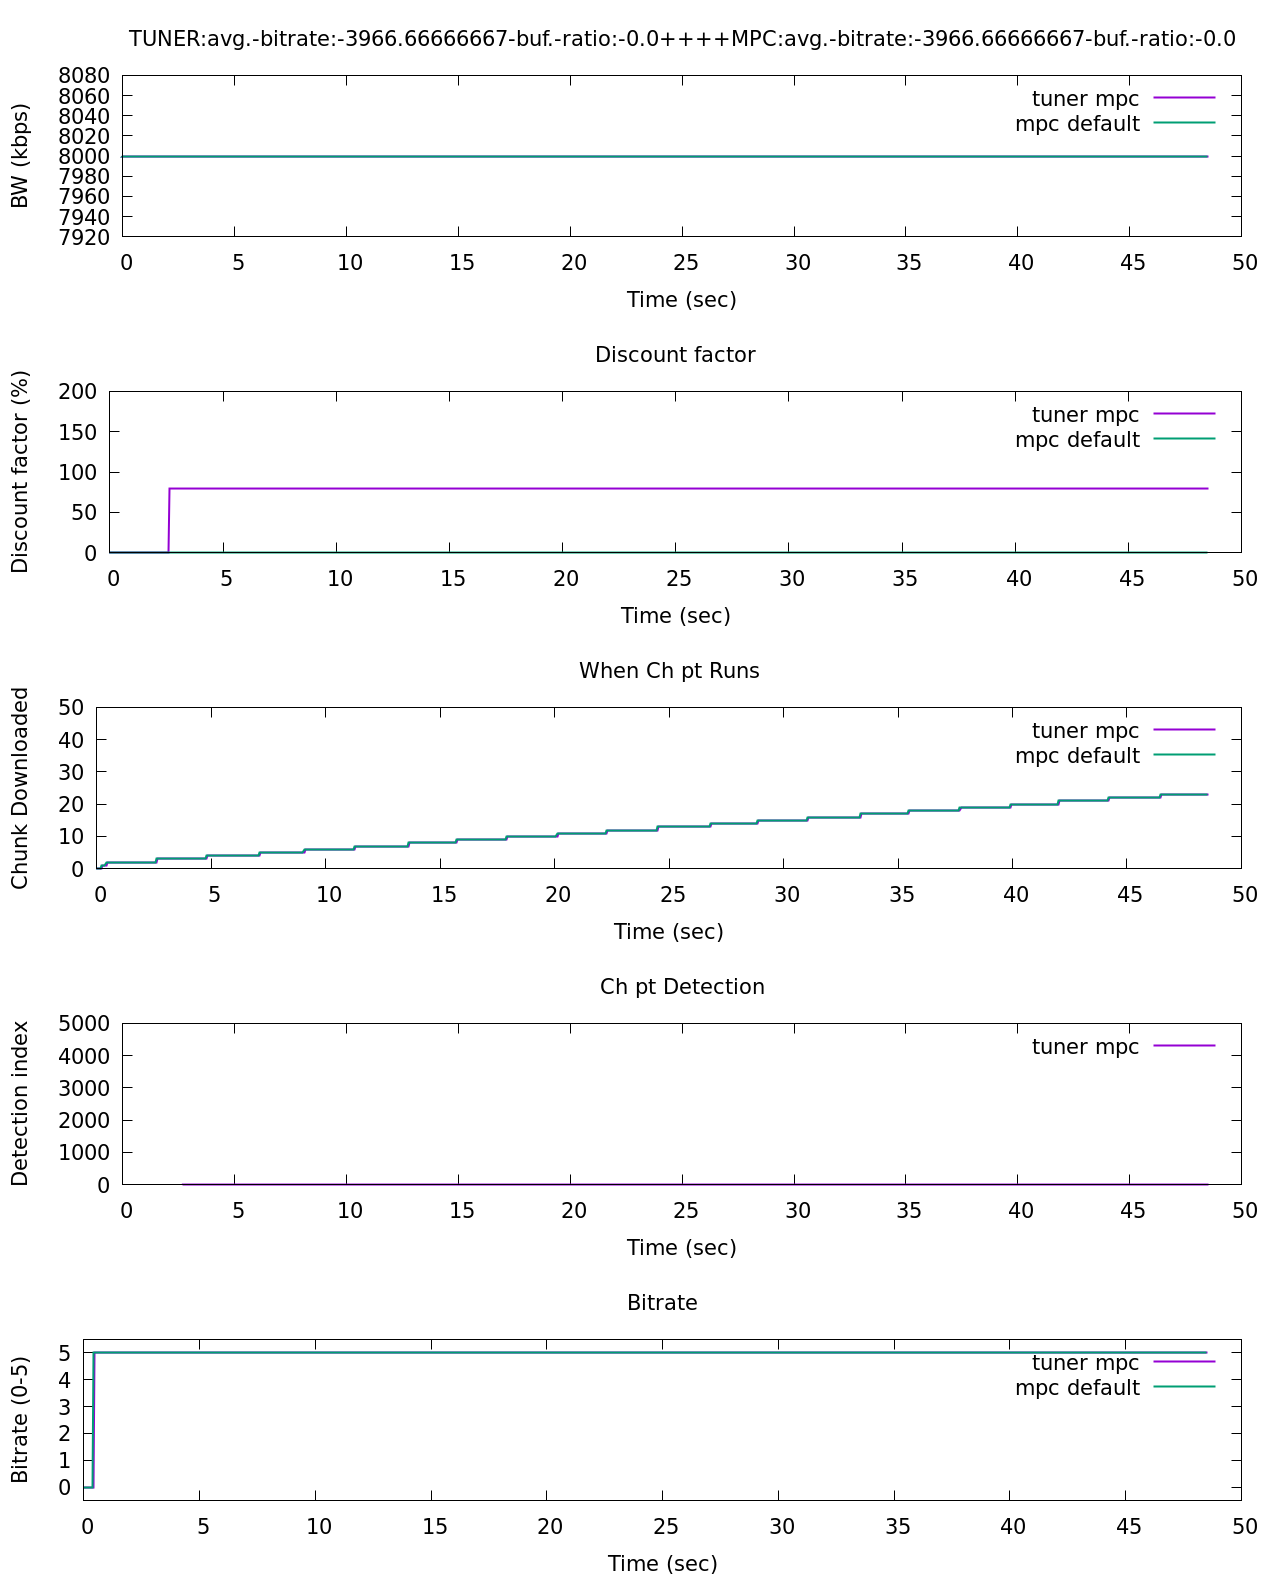 TUNER:avg.-bitrate:-3966.66666667-buf.-ratio:-0.0++++MPC:avg.-bitrate:-3966.66666667-buf.-ratio:-0.0
BW (kbps)
8080
8060
8040
8020
8000
7980
7960
7940
7920
tuner mpc
mpc default
0 5 10 15 20 25 30 35 40 45 50
Time (sec)
Discount factor
Discount factor (%)
200
150
100
50
0
tuner mpc
mpc default
0 5 10 15 20 25 30 35 40 45 50
Time (sec)
When Ch pt Runs
Chunk Downloaded
50
40
30
20
10
0
tuner mpc
mpc default
0 5 10 15 20 25 30 35 40 45 50
Time (sec)
Ch pt Detection
Detection index
5000
4000
3000
2000
1000
0
tuner mpc
0 5 10 15 20 25 30 35 40 45 50
Time (sec)
Bitrate
Bitrate (0-5)
5
4
3
2
1
0
tuner mpc
mpc default
0 5 10 15 20 25 30 35 40 45 50
Time (sec)